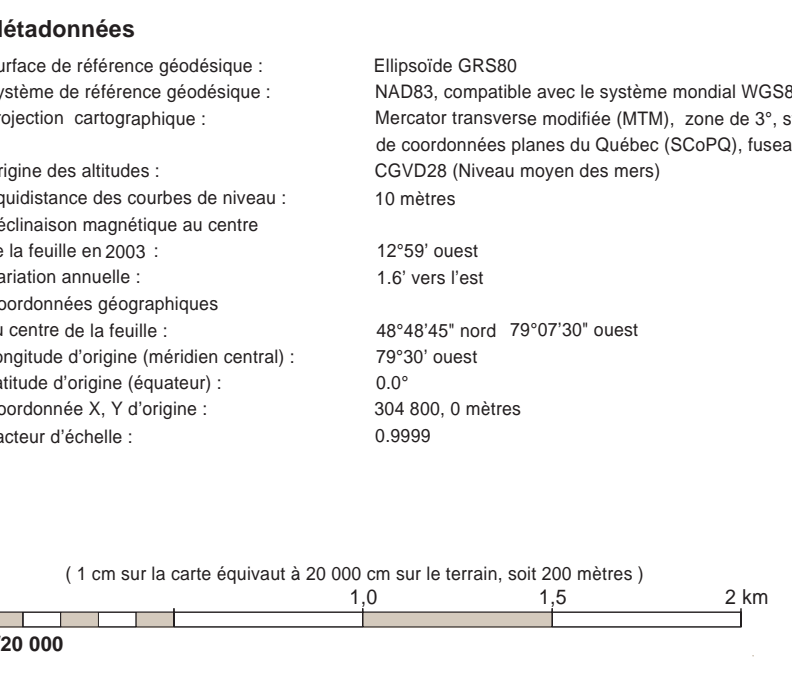 létadonnées
urface de référence géodésique : Ellipsoïde GRS80
ystème de référence géodésique : NAD83, compatible avec le système mondial WGS8
rojection cartographique : Mercator transverse modifiée (MTM), zone de 3°, s
de coordonnées planes du Québec (SCoPQ), fusea
rigine des altitudes : CGVD28 (Niveau moyen des mers)
quidistance des courbes de niveau : 10 mètres
éclinaison magnétique au centre
e la feuille en 2003 : 12°59’ ouest
ariation annuelle : 1.6’ vers l’est
oordonnées géographiques
u centre de la feuille : 48°48’45" nord 79°07’30" ouest
ongitude d’origine (méridien central) : 79°30’ ouest
atitude d’origine (équateur) : 0.0°
oordonnée X, Y d’origine : 304 800, 0 mètres
acteur d’échelle : 0.9999
( 1 cm sur la carte équivaut à 20 000 cm sur le terrain, soit 200 mètres )
1,0 1,5 2 km
/20 000